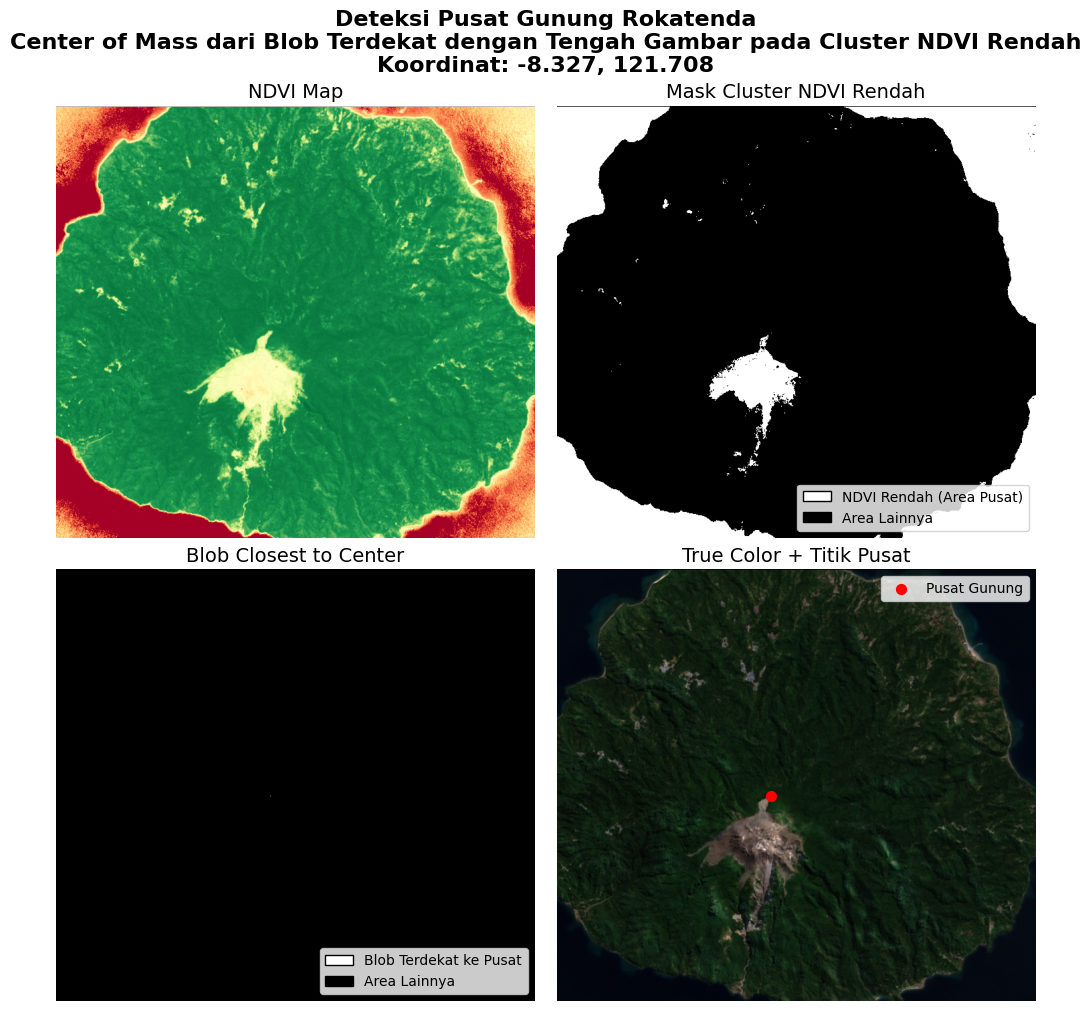 Deteksi Pusat Gunung Rokatenda
Center of Mass dari Blob Terdekat dengan Tengah Gambar pada Cluster NDVI Rendah
Koordinat: -8.327, 121.708
NDVI Map
Mask Cluster NDVI Rendah
NDVI Rendah (Area Pusat)
Area Lainnya
Blob Closest to Center
True Color + Titik Pusat
Blob Terdekat ke Pusat
Area Lainnya
Pusat Gunung